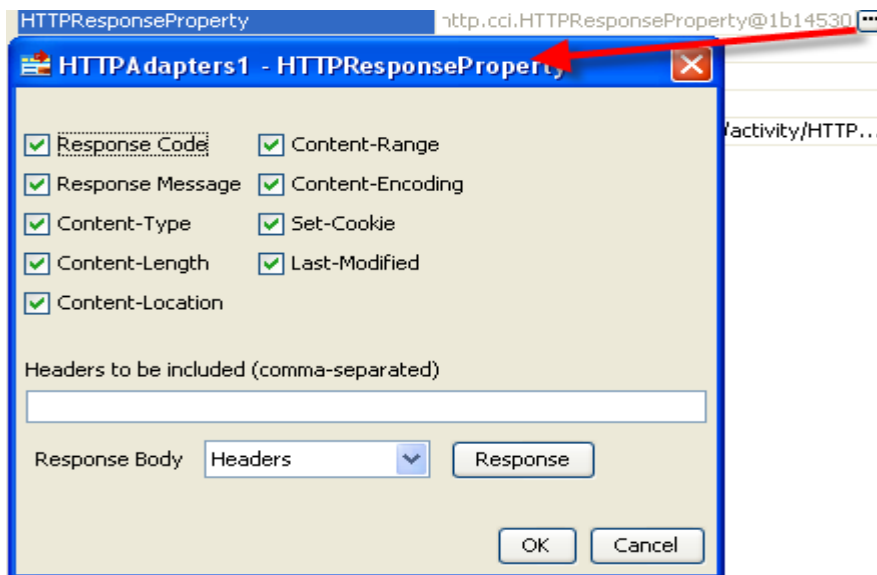 HTTPResponseProperty http.cci.HTTPResponseProperty@1b14530
HTTPAdapters1 - HTTPResponseProperty
/activity/HTTP...
Response Code Content-Range
Response Message Content-Encoding
Content-Type Set-Cookie
Content-Length Last-Modified
Content-Location
Headers to be included (comma-separated)
Response Body Headers Response
OK Cancel